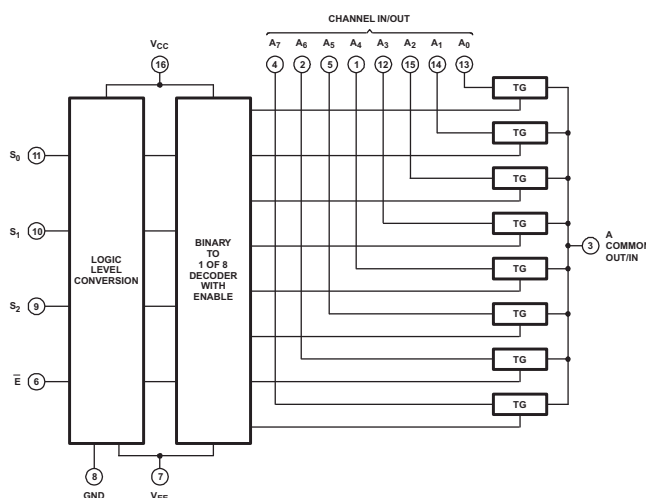 CHANNEL IN/OUT
VCC A7 A6 A5 A4 A3 A2 A1 A0
16 4 2 5 1 12 15 14 13
TG
TG
S0 11
TG
S1 10
TG
LOGIC
LEVEL
CONVERSION
BINARY
TO
1 OF 8
DECODER
WITH
ENABLE
3
A
COMMON
OUT/IN
TG
S2 9
TG
E 6
TG
TG
8 7
GND VEE